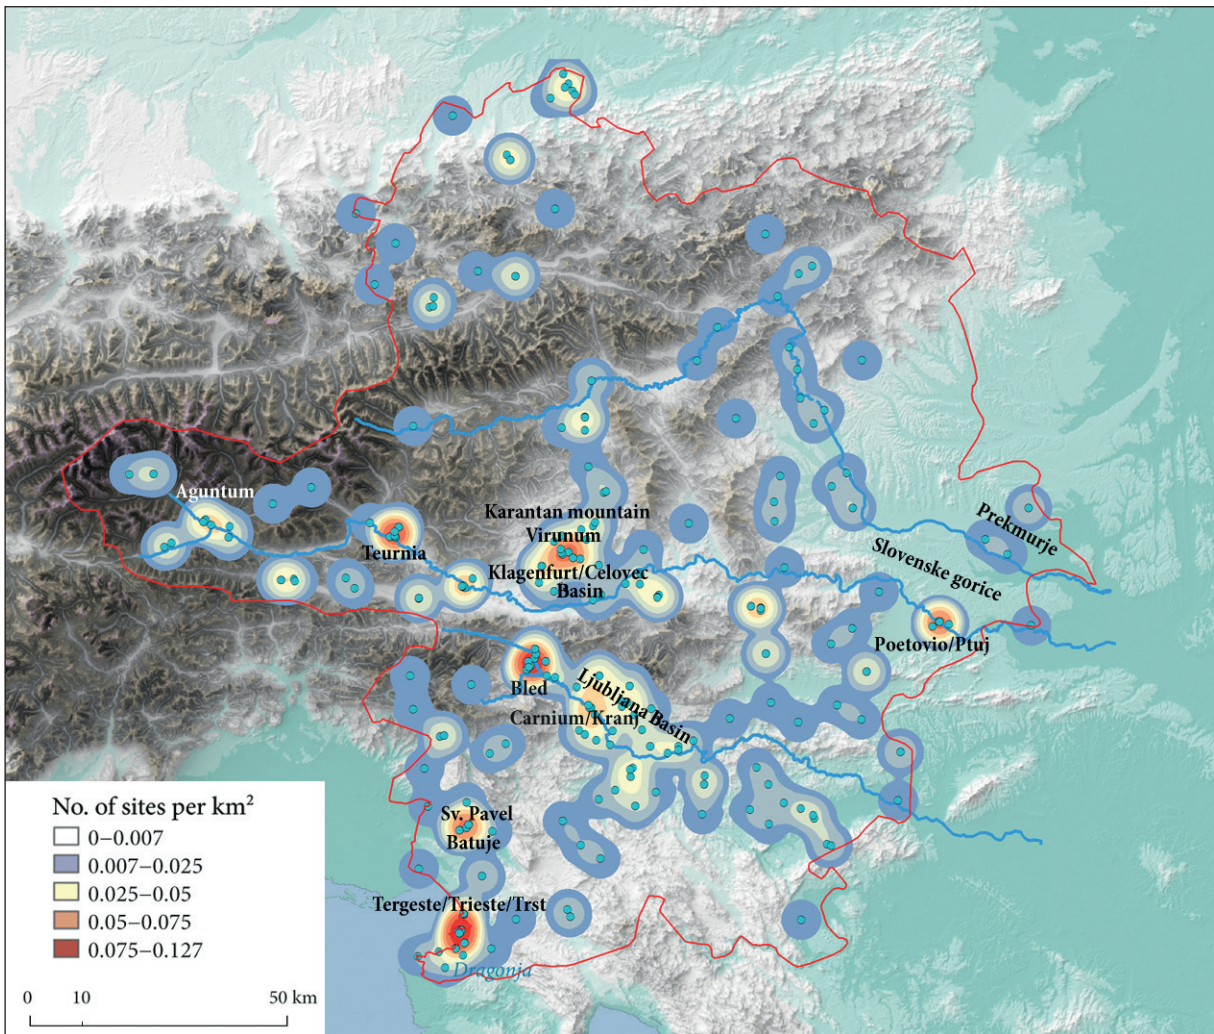 Aguntum
Karantan mountain
Virunum
Teurnia
Prekmurje
Slovenske gorice
Klagenfurt/Celovec
Basin
Poetovio/Ptuj
Bled
Ljubljana Basin
Carnium/Kranj
Sv. Pavel
Batuje
Tergeste/Trieste/Trst
Dragonja
No. of sites per km²
0–0.007
0.007–0.025
0.025–0.05
0.05–0.075
0.075–0.127
0 10 50 km